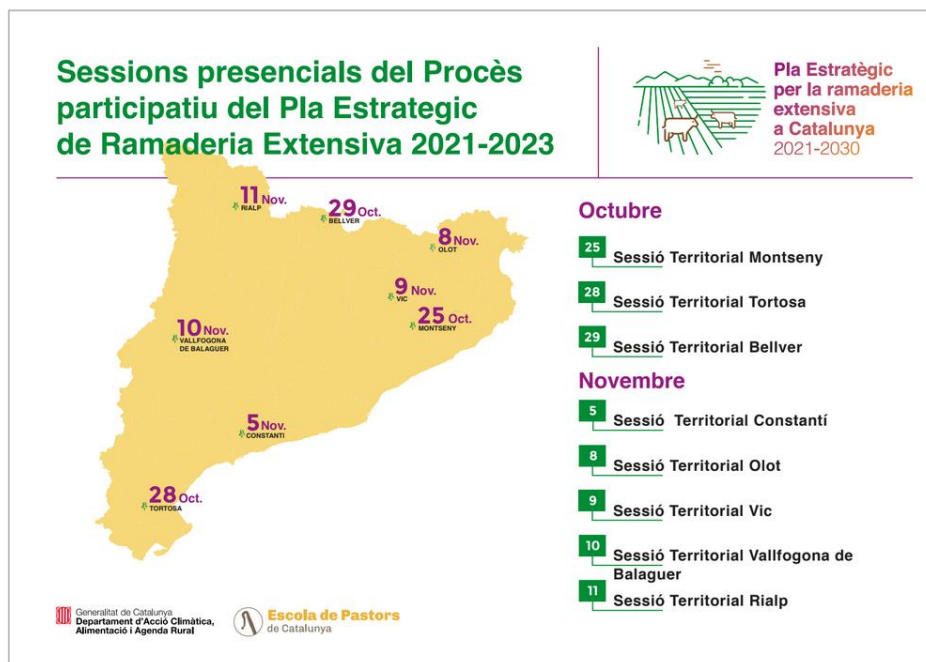 Sessions presencials del Procès
participatiu del Pla Estrategic
de Ramaderia Extensiva 2021-2023
Pla Estratègic
per la ramaderia
extensiva
a Catalunya
2021-2030
11 Nov.
RIALP
29 Oct.
BELLVER
8 Nov.
OLOT
9 Nov.
VIC
25 Oct.
MONTSENY
10 Nov.
VALLFOGONA
DE BALAGUER
5 Nov.
CONSTANTI
28 Oct.
TORTOSA
Octubre
25 Sessió Territorial Montseny
28 Sessió Territorial Tortosa
29 Sessió Territorial Bellver
Novembre
5 Sessió Territorial Constantí
8 Sessió Territorial Olot
9 Sessió Territorial Vic
10 Sessió Territorial Vallfogona de
Balaguer
11 Sessió Territorial Rialp
Generalitat de Catalunya
Departament d'Acció Climàtica,
Alimentació i Agenda Rural
Escola de Pastors
de Catalunya